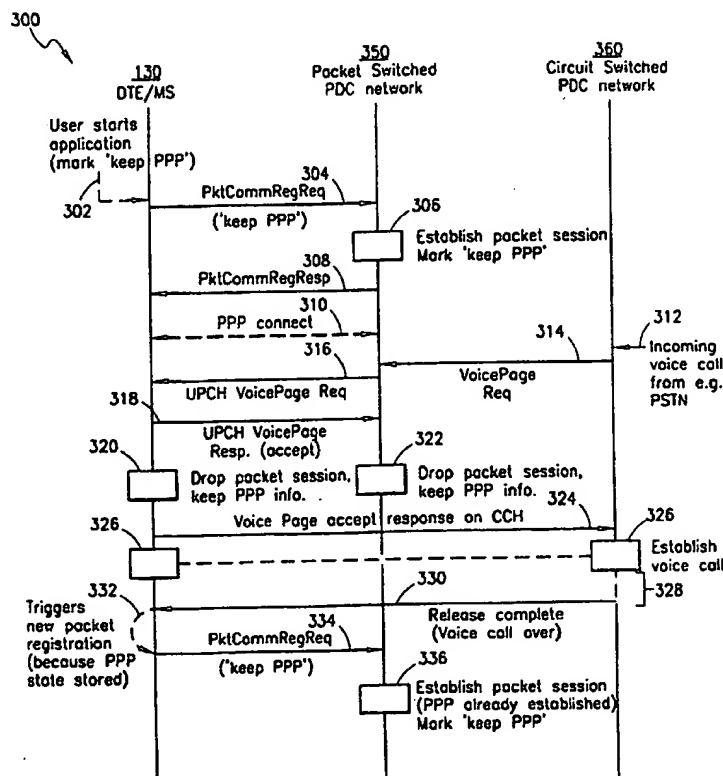 300
130
DTE/MS
350
Packet Switched
PDC network
360
Circuit Switched
PDC network
User starts
application
(mark 'keep PPP')
302
304
PktCommRegReq
('keep PPP')
306
Establish packet session
Mark 'keep PPP'
308
PktCommRegResp
310
PPP connect
312
Incoming
voice call
from e.g.
PSTN
314
VoicePage
Req
316
UPCH VoicePage Req
318
UPCH VoicePage
Resp. (accept)
320
Drop packet session,
keep PPP info.
322
Drop packet session,
keep PPP info.
324
Voice Page accept response on CCH
326
326
Establish
voice call
328
330
Release complete
(Voice call over)
332
Triggers
new packet
registration
(because PPP
state stored)
334
PktCommRegReq
('keep PPP')
336
Establish packet session
(PPP already established)
Mark 'keep PPP'